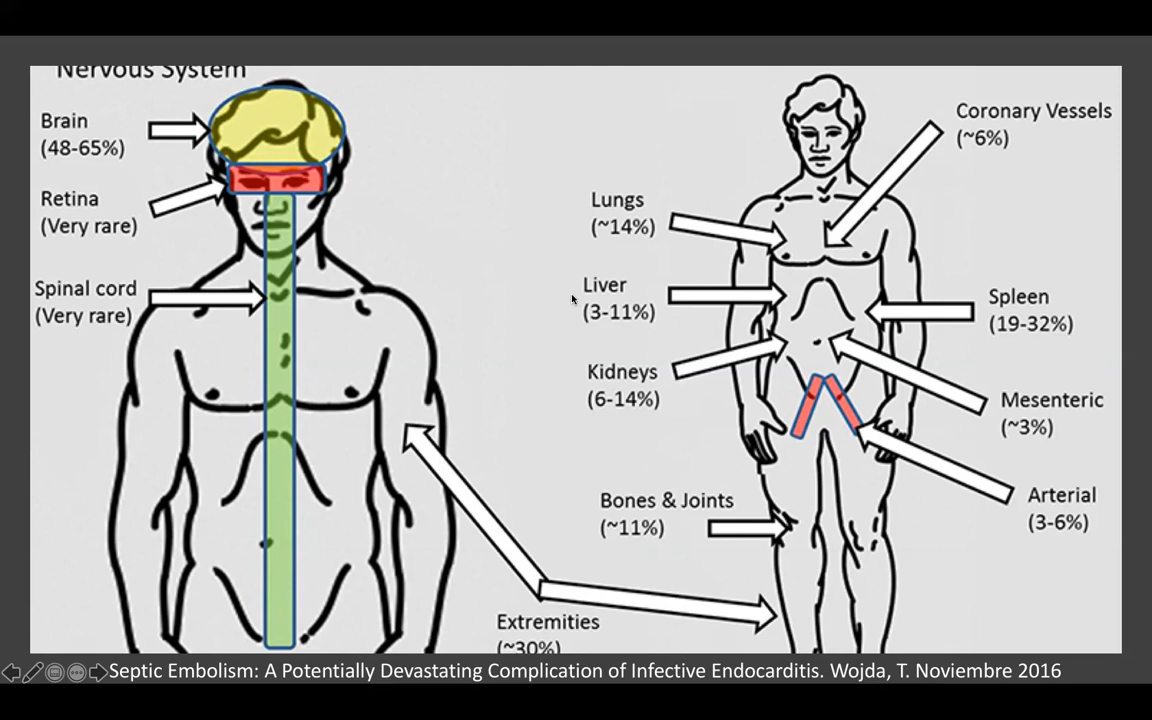 Nervous System
Brain
(48-65%)
Retina
(Very rare)
Spinal cord
(Very rare)
Coronary Vessels
(~6%)
Lungs
(~14%)
Liver
(3-11%)
Spleen
(19-32%)
Kidneys
(6-14%)
Mesenteric
(~3%)
Arterial
(3-6%)
Bones & Joints
(~11%)
Extremities
(~30%)
Septic Embolism: A Potentially Devastating Complication of Infective Endocarditis. Wojda, T. Noviembre 2016